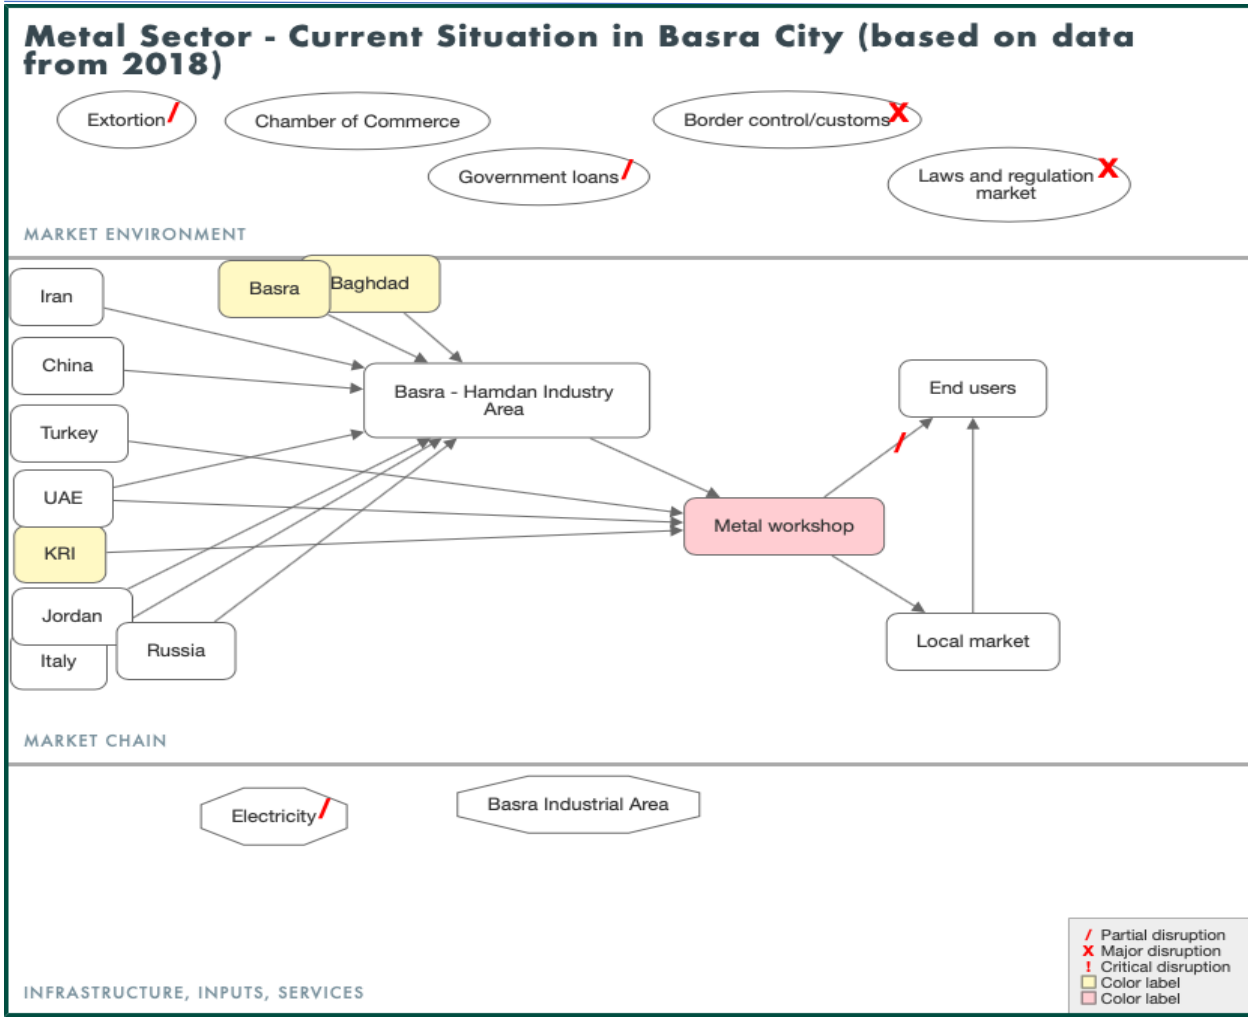 Metal Sector - Current Situation in Basra City (based on data
from 2018)
Extortion
Chamber of Commerce
Border control/customs
Government loans
Laws and regulation
market
MARKET ENVIRONMENT
Iran
Basra
Baghdad
China
Basra - Hamdan Industry
Area
End users
Turkey
UAE
Metal workshop
KRI
Jordan
Italy
Russia
Local market
MARKET CHAIN
Electricity
Basra Industrial Area
/ Partial disruption
X Major disruption
! Critical disruption
Color label
Color label
INFRASTRUCTURE, INPUTS, SERVICES